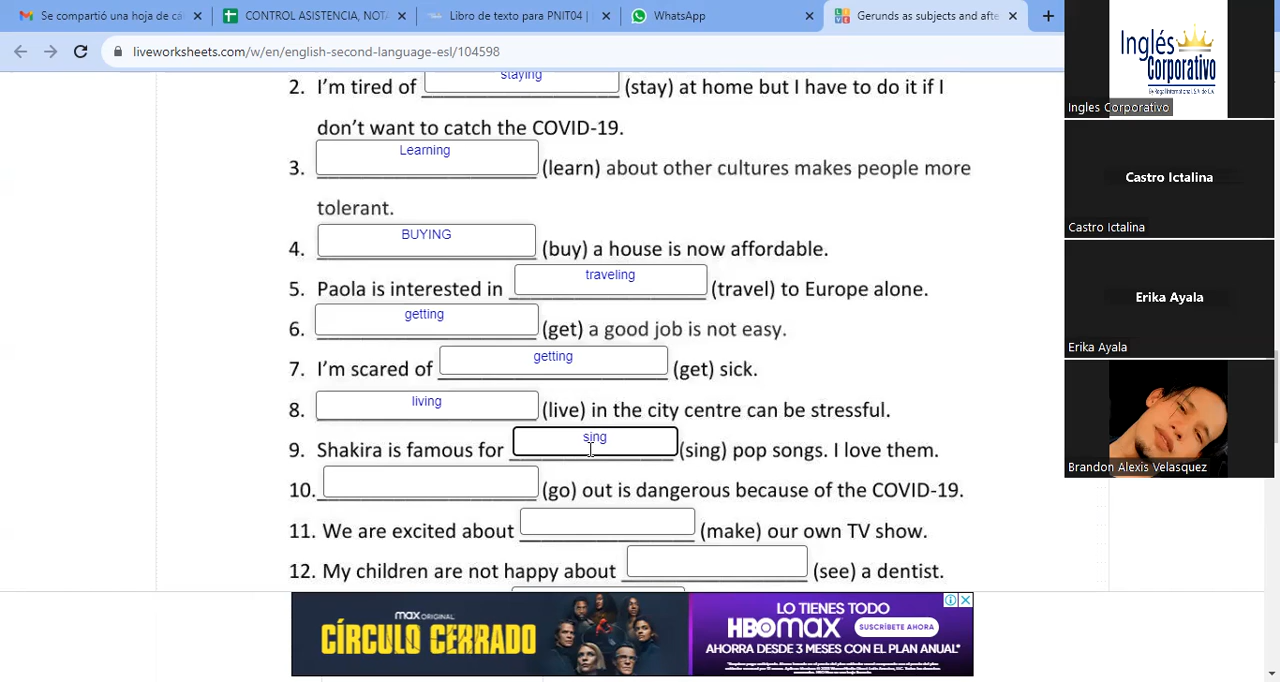 Se compartió una hoja de cá
CONTROL ASISTENCIA, NOTA
Libro de texto para PNIT04 |
WhatsApp
Gerunds as subjects and afte
liveworksheets.com/w/en/english-second-language-esl/104598
2. I'm tired of staying (stay) at home but I have to do it if I
don't want to catch the COVID-19.
3. Learning (learn) about other cultures makes people more
tolerant.
4. BUYING (buy) a house is now affordable.
5. Paola is interested in traveling (travel) to Europe alone.
6. getting (get) a good job is not easy.
7. I'm scared of getting (get) sick.
8. living (live) in the city centre can be stressful.
9. Shakira is famous for sing (sing) pop songs. I love them.
10. (go) out is dangerous because of the COVID-19.
11. We are excited about (make) our own TV show.
12. My children are not happy about (see) a dentist.
max ORIGINAL
CÍRCULO CERRADO
LO TIENES TODO
HBOmax
SUSCRÍBETE AHORA
AHORRA DESDE 3 MESES CON EL PLAN ANUAL*
Inglés
Corporativo
Ingles Corporativo
Castro Ictalina
Castro Ictalina
Erika Ayala
Erika Ayala
Brandon Alexis Velasquez